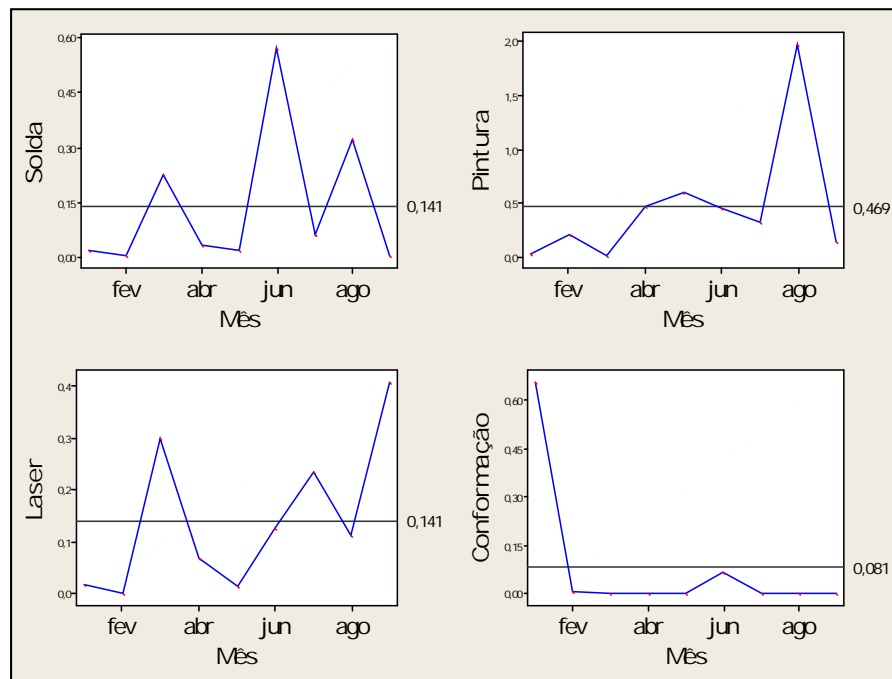 Solda
0,60
0,45
0,30
0,15
0,00
0,141
fev abr jun ago
Mês
Pintura
2,0
1,5
1,0
0,5
0,0
0,469
fev abr jun ago
Mês
Laser
0,4
0,3
0,2
0,1
0,0
0,141
fev abr jun ago
Mês
Conformação
0,60
0,45
0,30
0,15
0,00
0,081
fev abr jun ago
Mês